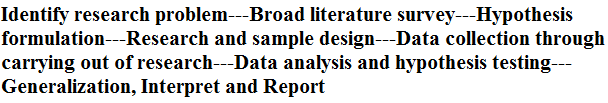 Identify research problem---Broad literature survey---Hypothesis
formulation---Research and sample design---Data collection through
carrying out of research---Data analysis and hypothesis testing---
Generalization, Interpret and Report